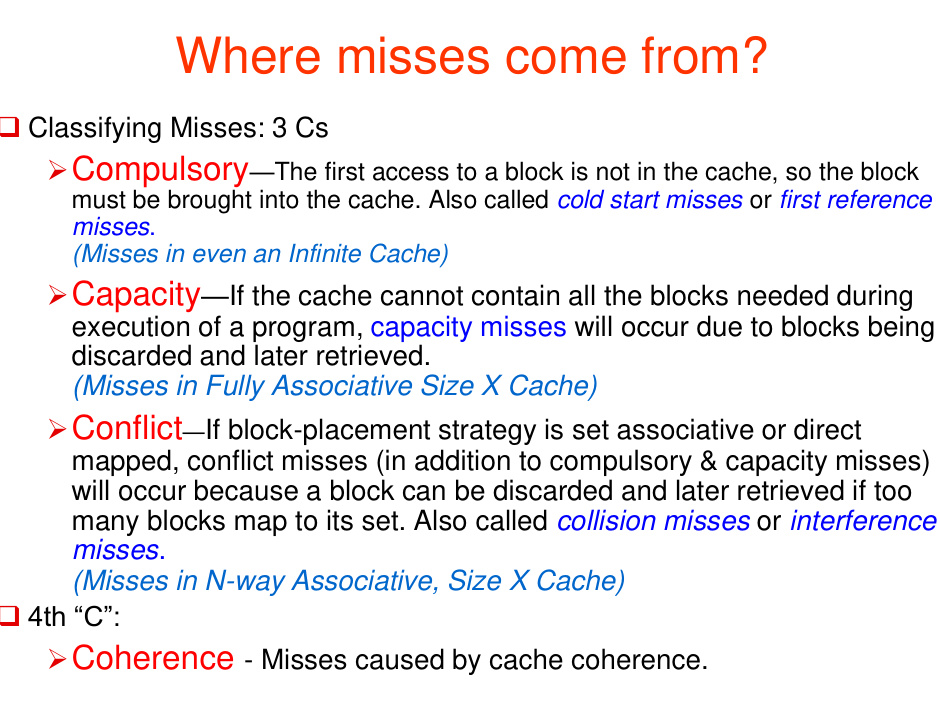 Where misses come from?
❑ Classifying Misses: 3 Cs
➢ Compulsory—The first access to a block is not in the cache, so the block
must be brought into the cache. Also called cold start misses or first reference
misses.
(Misses in even an Infinite Cache)
➢ Capacity—If the cache cannot contain all the blocks needed during
execution of a program, capacity misses will occur due to blocks being
discarded and later retrieved.
(Misses in Fully Associative Size X Cache)
➢ Conflict—If block-placement strategy is set associative or direct
mapped, conflict misses (in addition to compulsory & capacity misses)
will occur because a block can be discarded and later retrieved if too
many blocks map to its set. Also called collision misses or interference
misses.
(Misses in N-way Associative, Size X Cache)
❑ 4th “C”:
➢ Coherence - Misses caused by cache coherence.